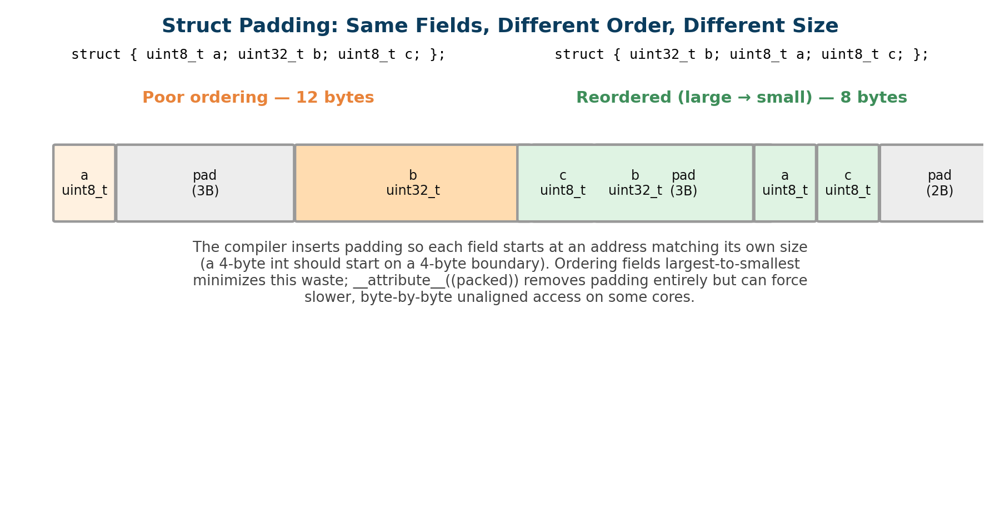 Struct Padding: Same Fields, Different Order, Different Size
struct { uint8_t a; uint32_t b; uint8_t c; };
struct { uint32_t b; uint8_t a; uint8_t c; };
Poor ordering — 12 bytes
Reordered (large → small) — 8 bytes
a
uint8_t
pad
(3B)
b
uint32_t
c
uint8_t
b
uint32_t
pad
(3B)
a
uint8_t
c
uint8_t
pad
(2B)
The compiler inserts padding so each field starts at an address matching its own size
(a 4-byte int should start on a 4-byte boundary). Ordering fields largest-to-smallest
minimizes this waste; __attribute__((packed)) removes padding entirely but can force
slower, byte-by-byte unaligned access on some cores.